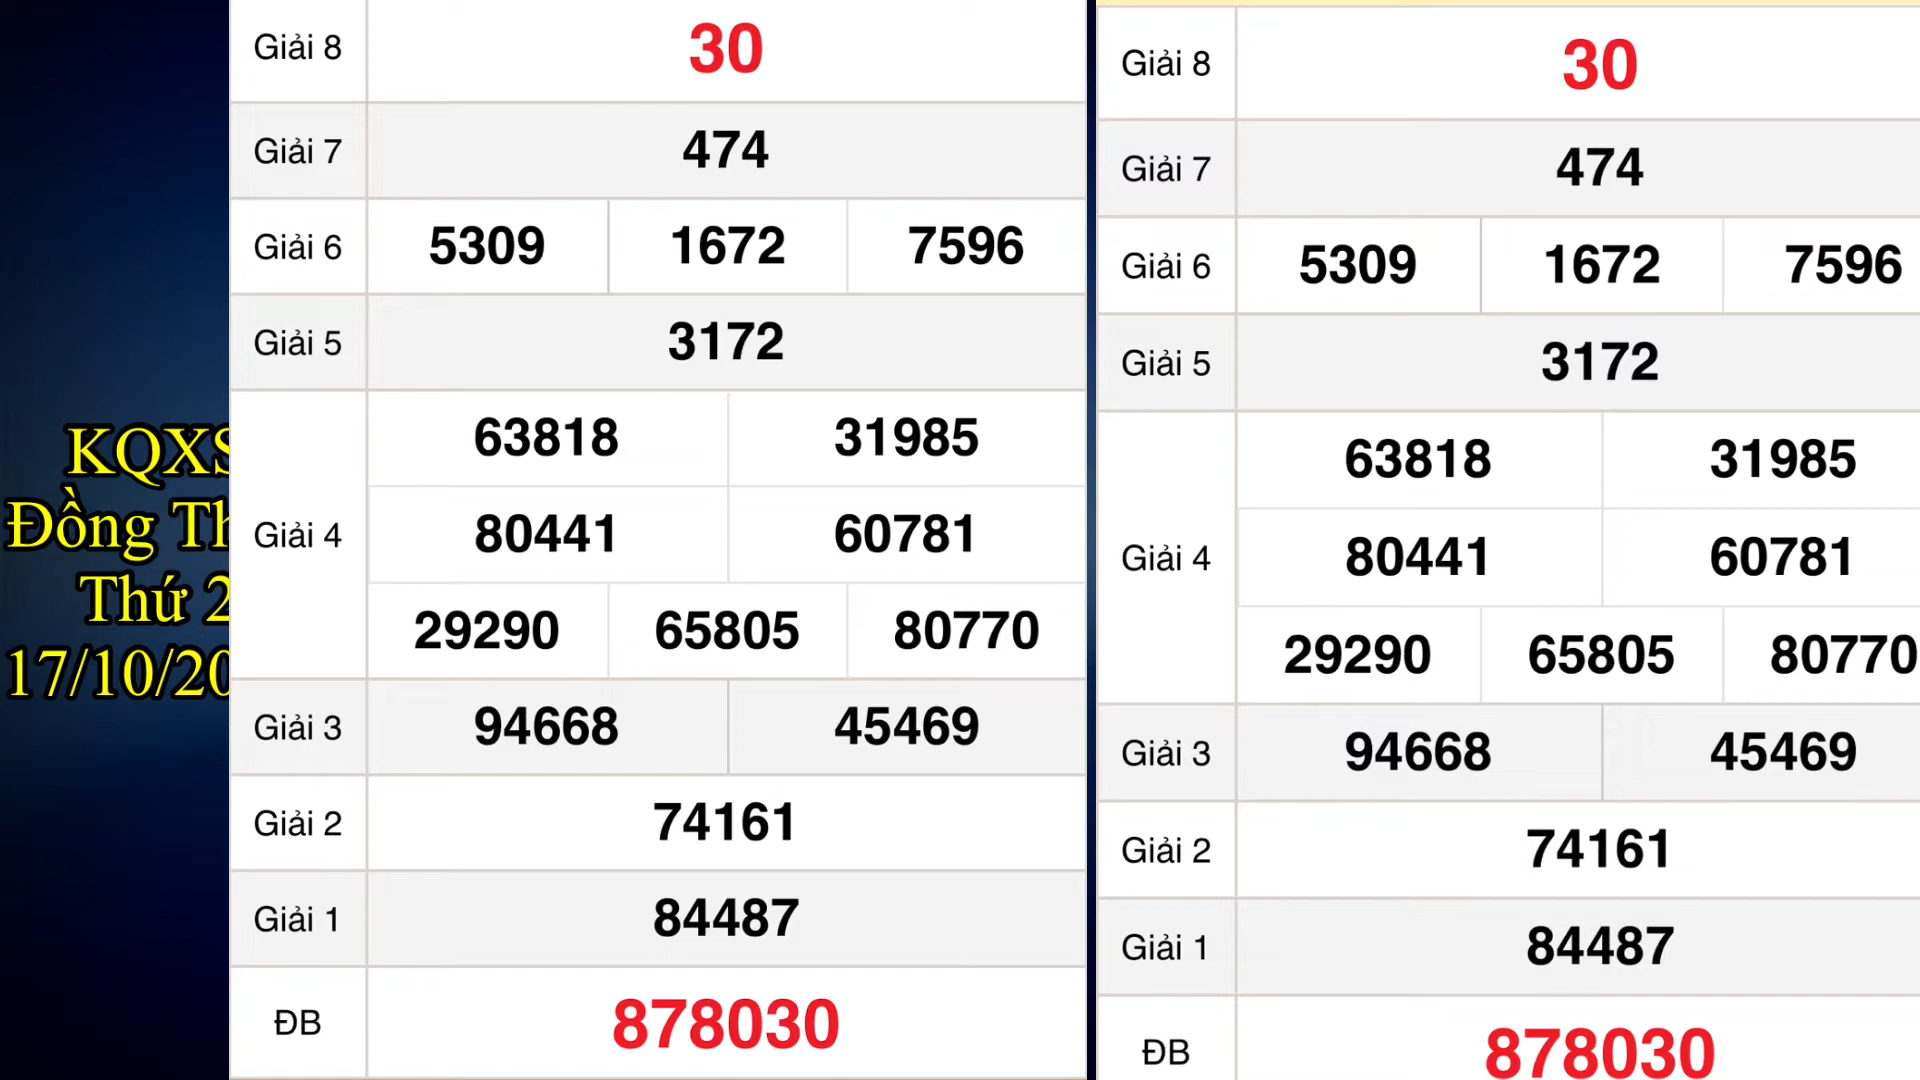 KQXS
Đồng Th
Thứ 2
17/10/20
Giải 8 30
Giải 7 474
Giải 6 5309 1672 7596
Giải 5 3172
Giải 4
63818 31985
80441 60781
29290 65805 80770
Giải 3 94668 45469
Giải 2 74161
Giải 1 84487
ĐB 878030
Giải 8 30
Giải 7 474
Giải 6 5309 1672 7596
Giải 5 3172
Giải 4
63818 31985
80441 60781
29290 65805 80770
Giải 3 94668 45469
Giải 2 74161
Giải 1 84487
ĐB 878030